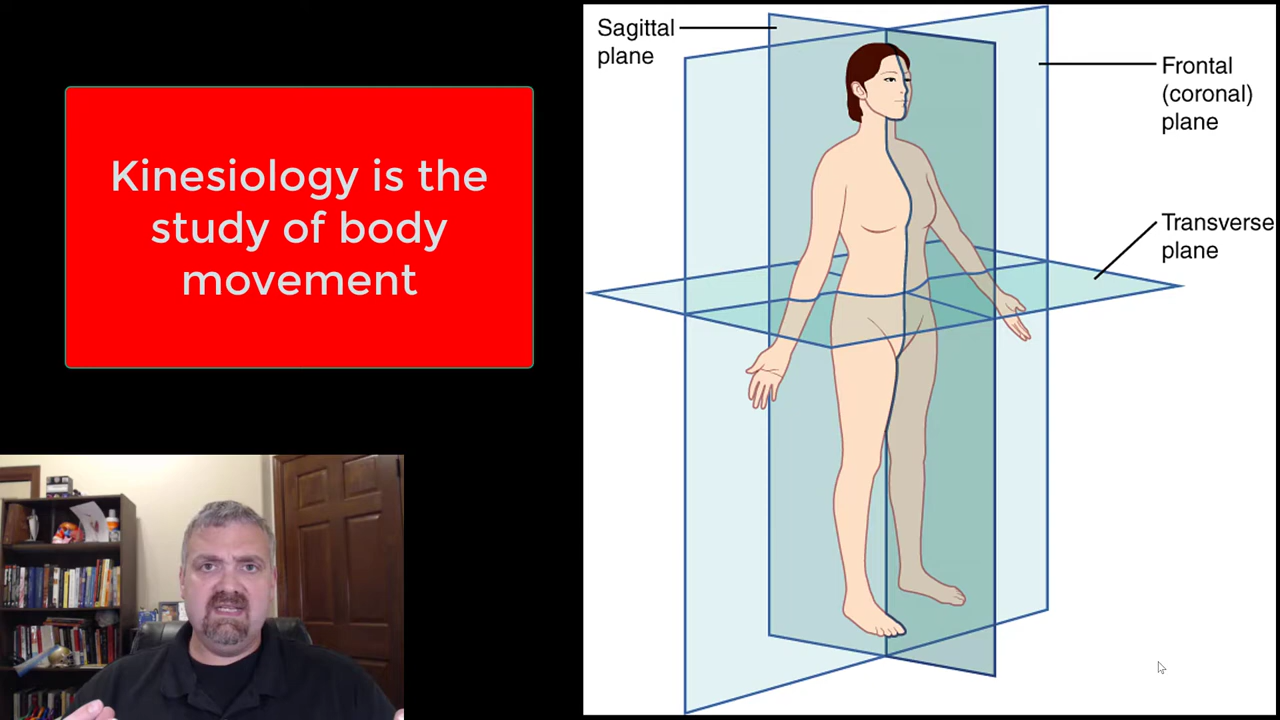 Kinesiology is the
study of body
movement
Sagittal
plane
Frontal
(coronal)
plane
Transverse
plane